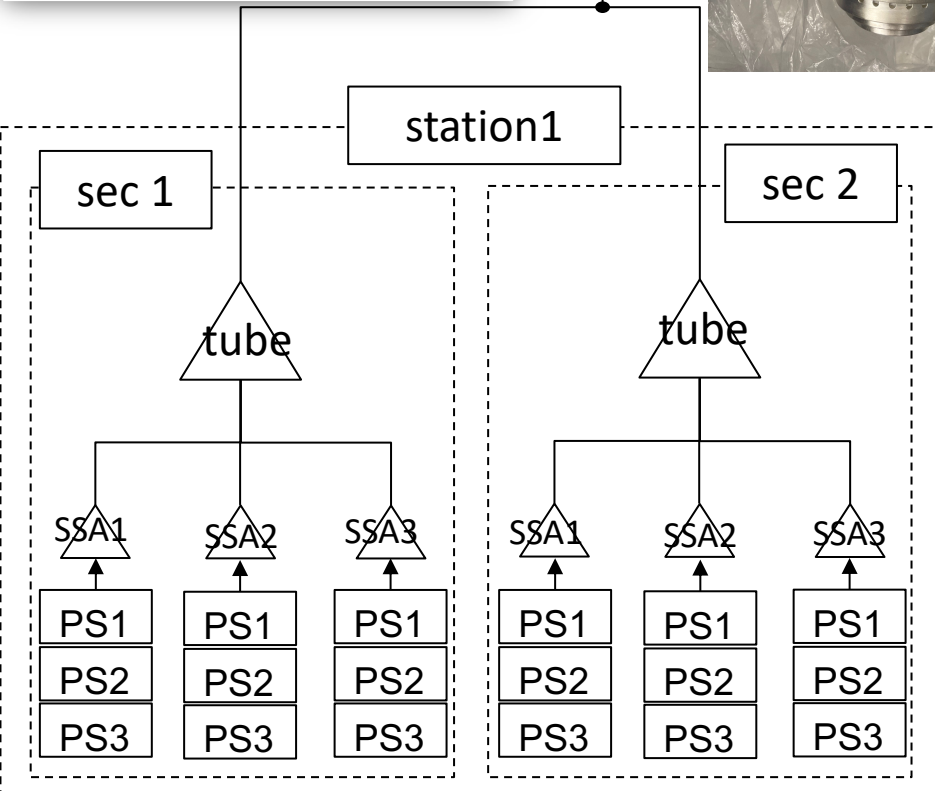 station1
sec 1
sec 2
tube
tube
SSA1
SSA2
SSA3
SSA1
SSA2
SSA3
PS1
PS1
PS1
PS1
PS1
PS1
PS2
PS2
PS2
PS2
PS2
PS2
PS3
PS3
PS3
PS3
PS3
PS3